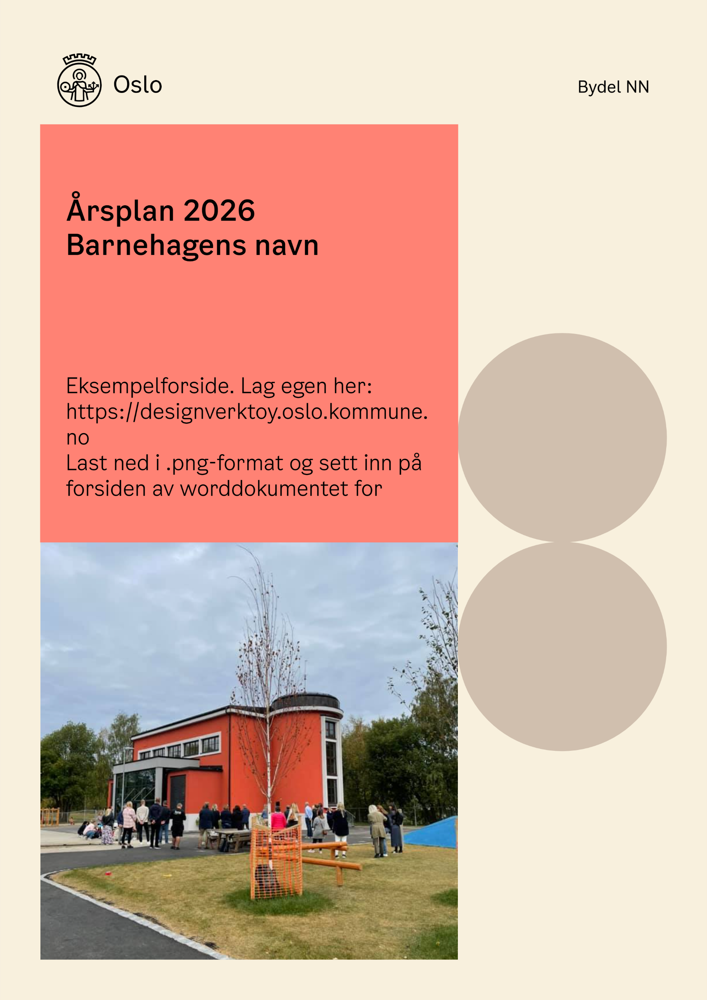 Oslo
Bydel NN
Årsplan 2026
Barnehagens navn
Eksempelforside. Lag egen her:
https://designverktoy.oslo.kommune.
no
Last ned i .png-format og sett inn på
forsiden av worddokumentet for